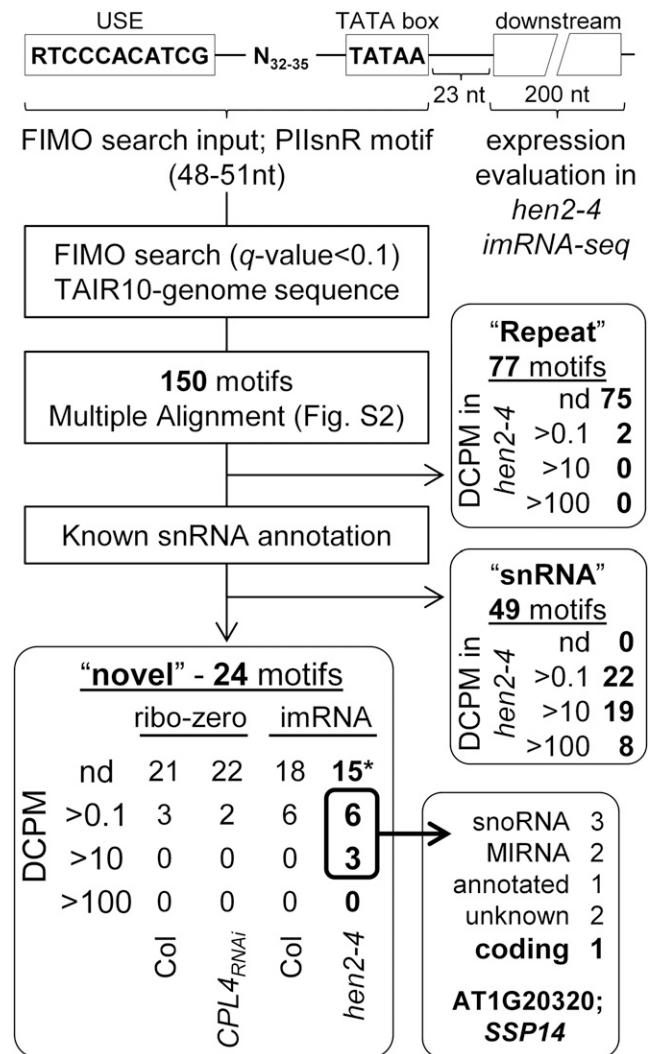 USE TATA box downstream
RTCCCACATCG N32-35 TATAA
23 nt 200 nt
FIMO search input; PIIsnR motif
(48-51nt)
expression
evaluation in
hen2-4
imRNA-seq
FIMO search (q-value<0.1)
TAIR10-genome sequence
150 motifs
Multiple Alignment (Fig. S2)
"Repeat"
77 motifs
DCPM in
hen2-4
nd 75
>0.1 2
>10 0
>100 0
Known snRNA annotation
"snRNA"
49 motifs
DCPM in
hen2-4
nd 0
>0.1 22
>10 19
>100 8
"novel" - 24 motifs
ribo-zero imRNA
DCPM
nd 21 22 18 15*
>0.1 3 2 6 6
>10 0 0 0 3
>100 0 0 0 0
Col CPL4RNAi Col hen2-4
snoRNA 3
MIRNA 2
annotated 1
unknown 2
coding 1
AT1G20320;
SSP14